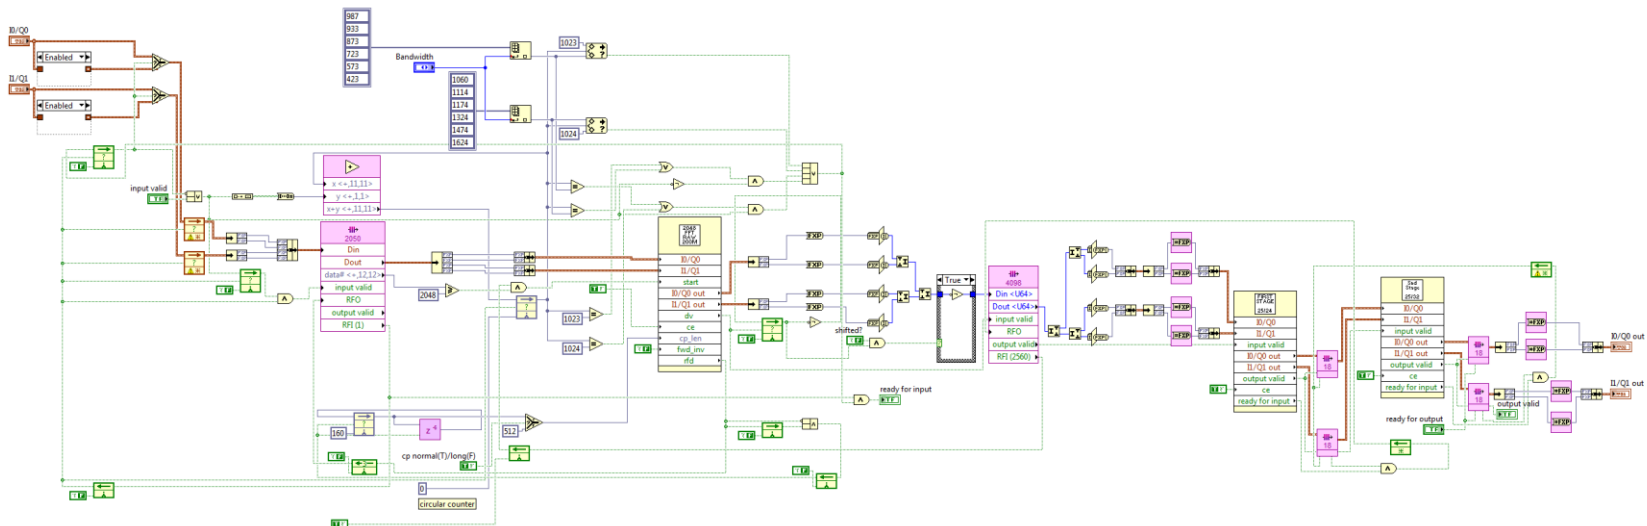 I0/Q0
Enabled
I1/Q1
Enabled
987
933
873
723
573
423
Bandwidth
1060
1114
1174
1324
1474
1624
1023
1024
input valid
x <+,11,11>
y <+,1,1>
x+y <+,11,11>
2050
Din
Dout
data# <+,12,12>
input valid
RFO
output valid
RFI (1)
2048
1023
1024
2048
FFT
RAW
200M
I0/Q0
I1/Q1
start
I0/Q0 out
I1/Q1 out
dv
ce
cp_len
fwd_inv
rfd
FXP
FXP
FXP
FXP
shifted?
True
4098
Din <U64>
Dout <U64>
input valid
RFO
output valid
RFI (2560)
FIRST
STAGE
25/24
I0/Q0
I1/Q1
input valid
I0/Q0 out
I1/Q1 out
output valid
ce
ready for input
18
18
I0/Q0
I1/Q1
input valid
I0/Q0 out
I1/Q1 out
output valid
ce
ready for input
18
18
I0/Q0 out
I1/Q1 out
output valid
ready for output
ready for input
TF
160
512
cp normal(T)/long(F)
0
circular counter